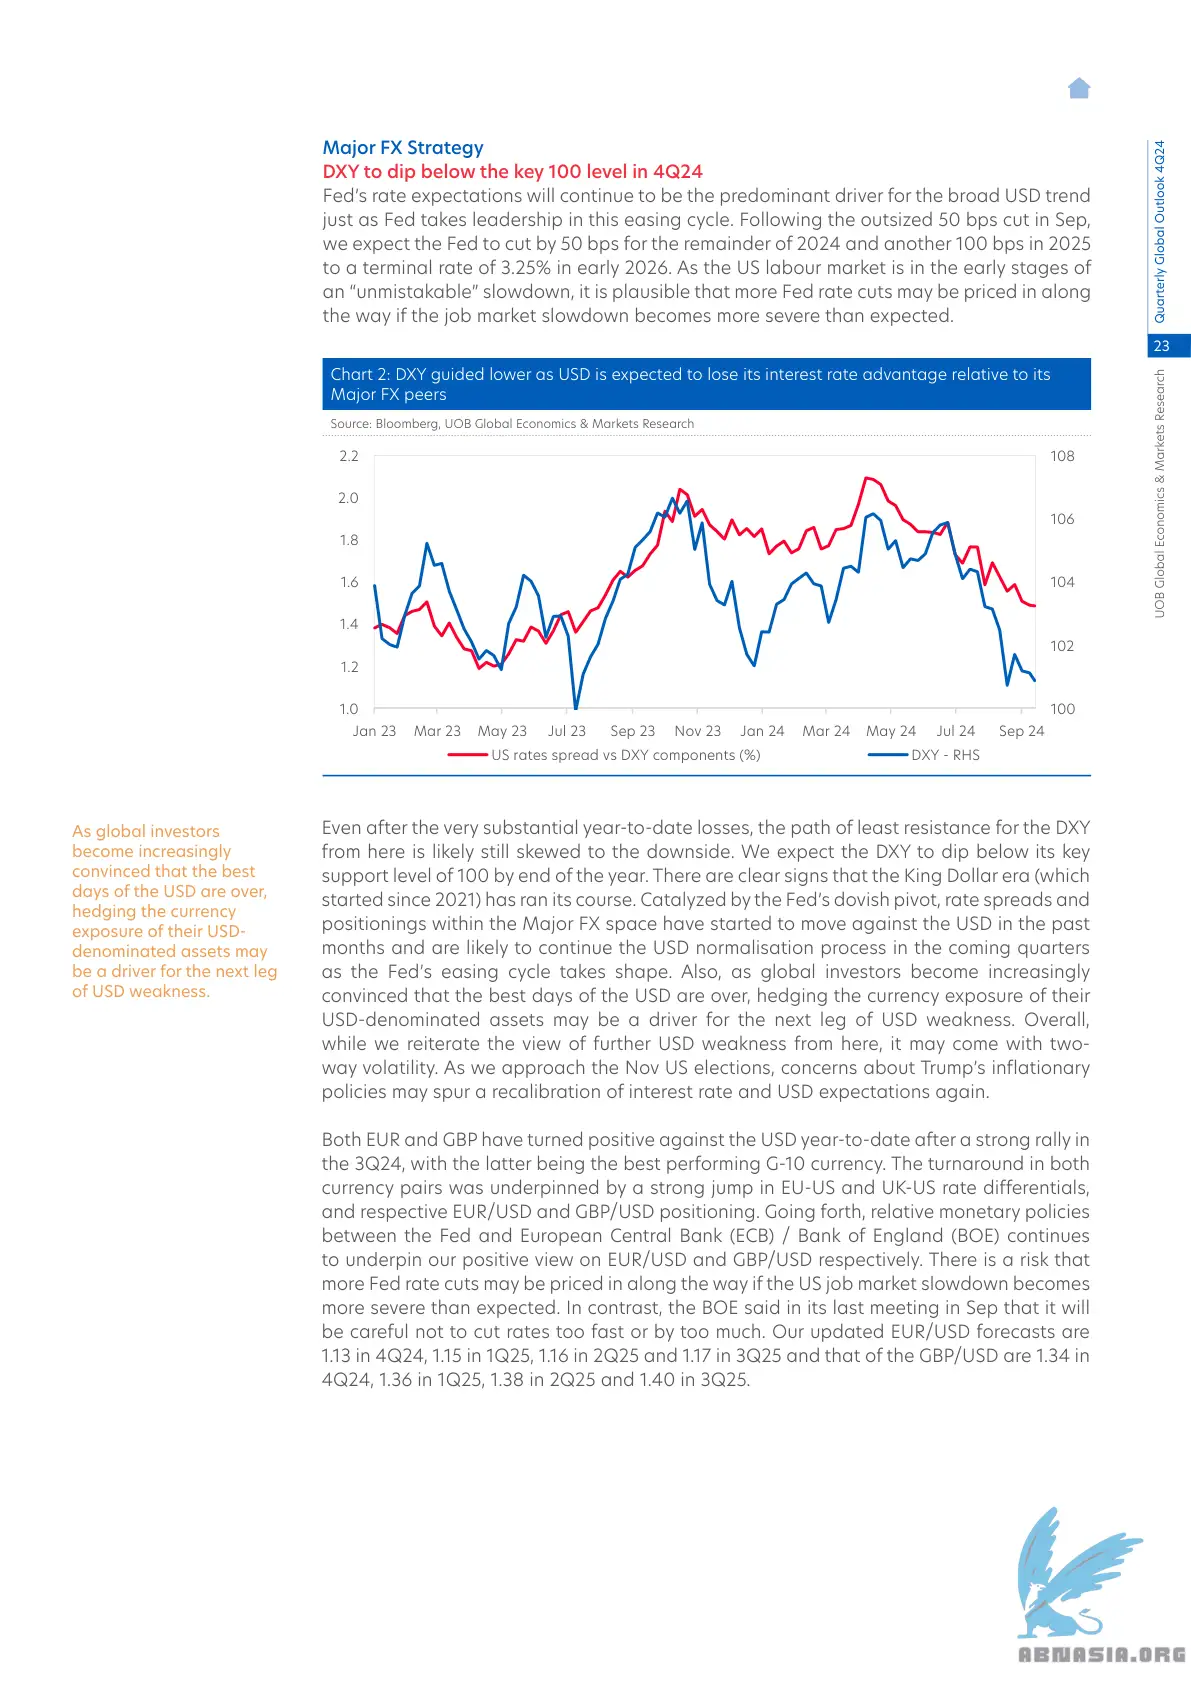 Major FX Strategy
DXY to dip below the key 100 level in 4Q24
Fed’s rate expectations will continue to be the predominant driver for the broad USD trend
just as Fed takes leadership in this easing cycle. Following the outsized 50 bps cut in Sep,
we expect the Fed to cut by 50 bps for the remainder of 2024 and another 100 bps in 2025
to a terminal rate of 3.25% in early 2026. As the US labour market is in the early stages of
an “unmistakable” slowdown, it is plausible that more Fed rate cuts may be priced in along
the way if the job market slowdown becomes more severe than expected.
Chart 2: DXY guided lower as USD is expected to lose its interest rate advantage relative to its
Major FX peers
Source: Bloomberg, UOB Global Economics & Markets Research
2.2
2.0
1.8
1.6
1.4
1.2
1.0
108
106
104
102
100
Jan 23 Mar 23 May 23 Jul 23 Sep 23 Nov 23 Jan 24 Mar 24 May 24 Jul 24 Sep 24
US rates spread vs DXY components (%) DXY - RHS
As global investors
become increasingly
convinced that the best
days of the USD are over,
hedging the currency
exposure of their USD-
denominated assets may
be a driver for the next leg
of USD weakness.
Even after the very substantial year-to-date losses, the path of least resistance for the DXY
from here is likely still skewed to the downside. We expect the DXY to dip below its key
support level of 100 by end of the year. There are clear signs that the King Dollar era (which
started since 2021) has ran its course. Catalyzed by the Fed’s dovish pivot, rate spreads and
positionings within the Major FX space have started to move against the USD in the past
months and are likely to continue the USD normalisation process in the coming quarters
as the Fed’s easing cycle takes shape. Also, as global investors become increasingly
convinced that the best days of the USD are over, hedging the currency exposure of their
USD-denominated assets may be a driver for the next leg of USD weakness. Overall,
while we reiterate the view of further USD weakness from here, it may come with two-
way volatility. As we approach the Nov US elections, concerns about Trump’s inflationary
policies may spur a recalibration of interest rate and USD expectations again.
Both EUR and GBP have turned positive against the USD year-to-date after a strong rally in
the 3Q24, with the latter being the best performing G-10 currency. The turnaround in both
currency pairs was underpinned by a strong jump in EU-US and UK-US rate differentials,
and respective EUR/USD and GBP/USD positioning. Going forth, relative monetary policies
between the Fed and European Central Bank (ECB) / Bank of England (BOE) continues
to underpin our positive view on EUR/USD and GBP/USD respectively. There is a risk that
more Fed rate cuts may be priced in along the way if the US job market slowdown becomes
more severe than expected. In contrast, the BOE said in its last meeting in Sep that it will
be careful not to cut rates too fast or by too much. Our updated EUR/USD forecasts are
1.13 in 4Q24, 1.15 in 1Q25, 1.16 in 2Q25 and 1.17 in 3Q25 and that of the GBP/USD are 1.34 in
4Q24, 1.36 in 1Q25, 1.38 in 2Q25 and 1.40 in 3Q25.
Quarterly Global Outlook 4Q24
23
UOB Global Economics & Markets Research
ABNASIA.ORG